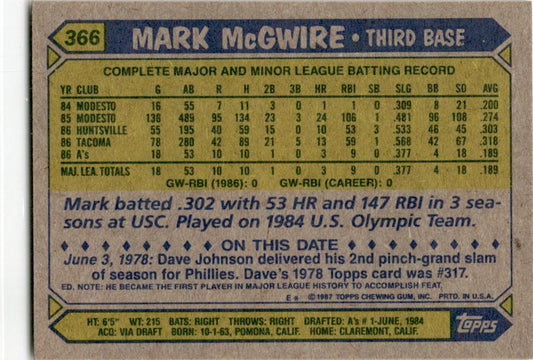 366 MARK McGWIRE • THIRD BASE
COMPLETE MAJOR AND MINOR LEAGUE BATTING RECORD
YR CLUB G AB R H 2B 3B HR RBI SB SLG BB SO AVG
84 MODESTO 16 55 7 11 3 0 1 1 0 .309 8 21 .200
85 MODESTO 138 489 95 134 23 3 24 106 1 .481 96 108 .274
86 HUNTSVILLE 55 195 40 59 15 0 10 53 3 .533 46 45 .303
86 TACOMA 78 280 42 89 21 5 13 59 1 .568 42 67 .318
86 A's 18 53 10 10 1 0 3 9 0 .377 4 18 .189
MAJ. LEA. TOTALS 18 53 10 10 1 0 3 9 0 .377 4 18 .189
GW-RBI (1986): 0 GW-RBI (CAREER): 0
Mark batted .302 with 53 HR and 147 RBI in 3 sea-
sons at USC. Played on 1984 U.S. Olympic Team.
ON THIS DATE
June 3, 1978: Dave Johnson delivered his 2nd pinch-grand slam
of season for Phillies. Dave's 1978 Topps card was #317.
ED. NOTE: HE BECAME THE FIRST PLAYER IN MAJOR LEAGUE HISTORY TO ACCOMPLISH FEAT.
E* ©1987 TOPPS CHEWING GUM, INC. PRTD. IN U.S.A.
HT: 6'5" WT: 215 BATS: RIGHT THROWS: RIGHT DRAFTED: A's #1-JUNE, 1984
ACQ: VIA DRAFT BORN: 10-1-63, POMONA, CALIF. HOME: CLAREMONT, CALIF.
Topps